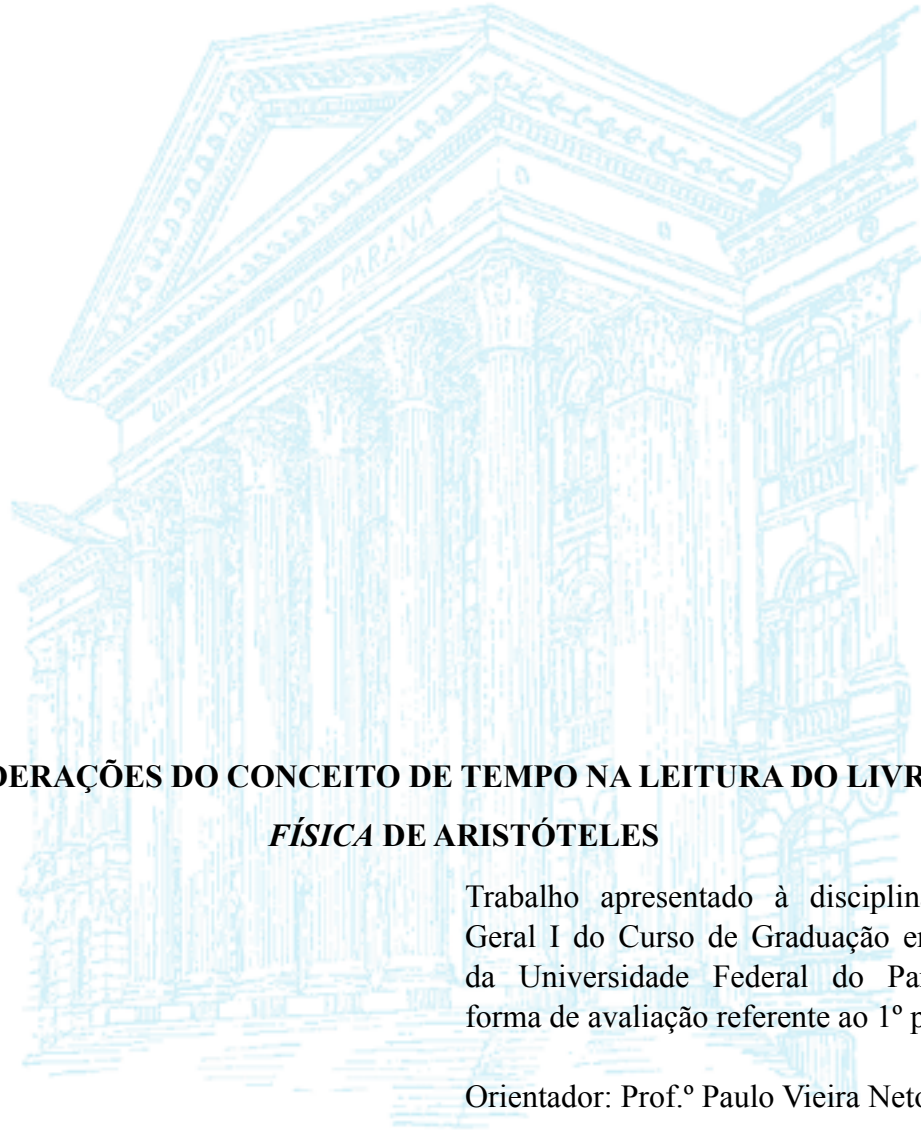 UNIVERSIDADE DO PARANÁ
DERAÇÕES DO CONCEITO DE TEMPO NA LEITURA DO LIVR
FÍSICA DE ARISTÓTELES
Trabalho apresentado à disciplin
Geral I do Curso de Graduação e
da Universidade Federal do Pa
forma de avaliação referente ao 1º p
Orientador: Prof.º Paulo Vieira Neto